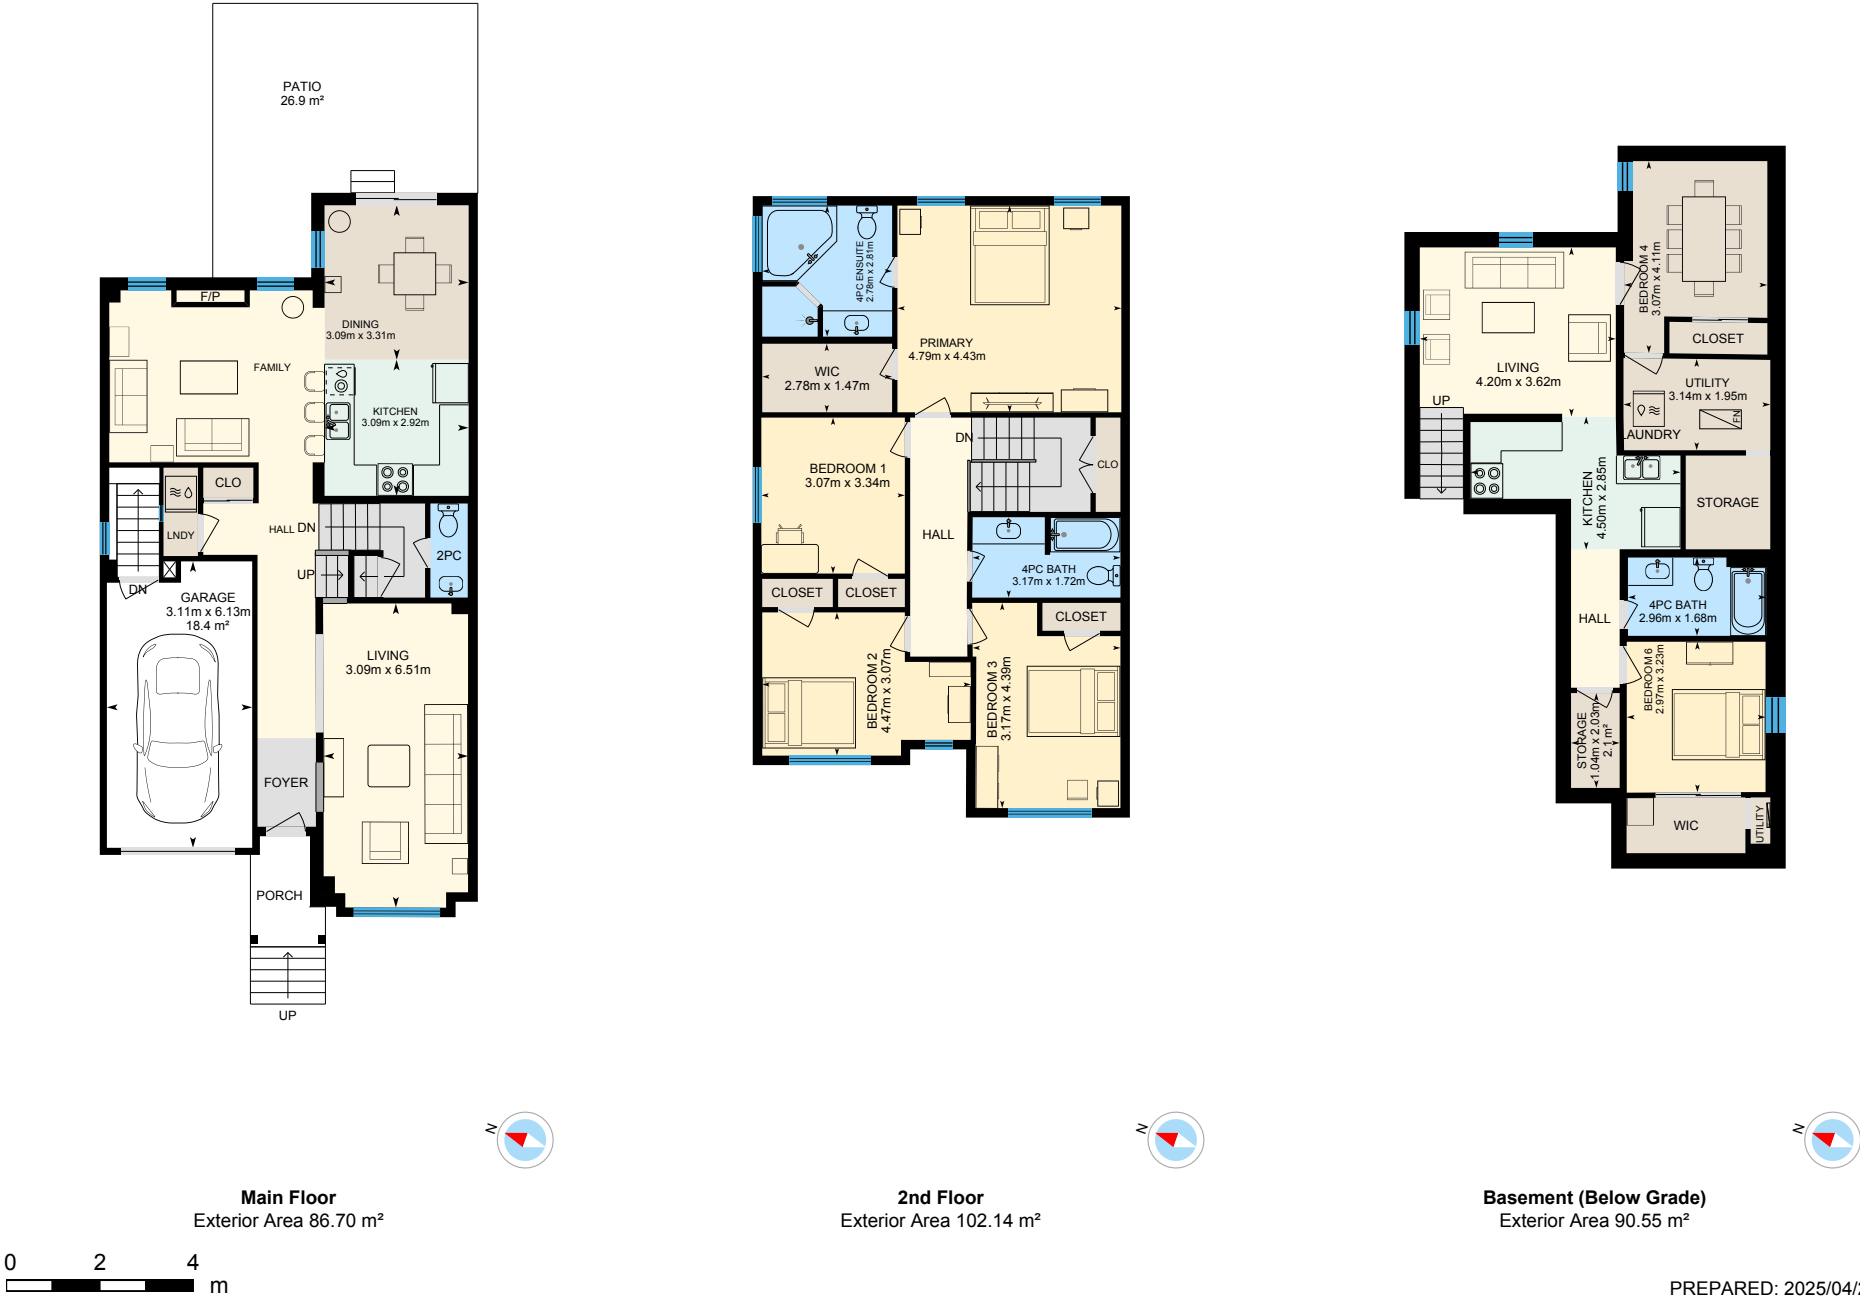 PATIO
26.9 m²
F/P
DINING
3.09m x 3.31m
FAMILY
KITCHEN
3.09m x 2.92m
CLO
LNDY
HALL
DN
UP
2PC
DN
GARAGE
3.11m x 6.13m
18.4 m²
LIVING
3.09m x 6.51m
FOYER
PORCH
UP
N
Main Floor
Exterior Area 86.70 m²
4PC ENSUITE
2.78m x 2.81m
PRIMARY
4.79m x 4.43m
WIC
2.78m x 1.47m
BEDROOM 1
3.07m x 3.34m
DN
CLO
HALL
4PC BATH
3.17m x 1.72m
CLOSET
CLOSET
CLOSET
BEDROOM 2
4.47m x 3.07m
BEDROOM 3
3.17m x 4.39m
N
2nd Floor
Exterior Area 102.14 m²
BEDROOM 4
3.07m x 4.11m
CLOSET
LIVING
4.20m x 3.62m
UP
UTILITY
3.14m x 1.95m
FN
LAUNDRY
KITCHEN
4.50m x 2.85m
STORAGE
HALL
4PC BATH
2.96m x 1.68m
BEDROOM 6
2.97m x 3.23m
STORAGE
1.04m x 2.03m
2.1 m²
WIC
UTILITY
N
Basement (Below Grade)
Exterior Area 90.55 m²
0 2 4
m
PREPARED: 2025/04/2